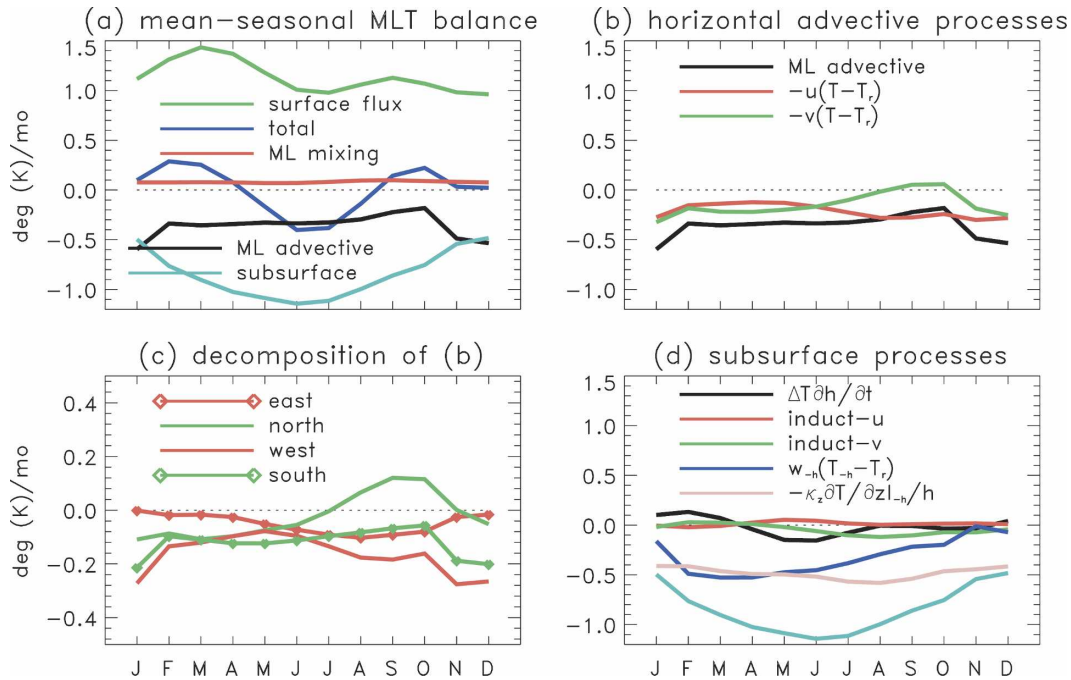 (a) mean-seasonal MLT balance
(b) horizontal advective processes
deg (K)/mo
1.5
1.0
0.5
0.0
-0.5
-1.0
surface flux
total
ML mixing
ML advective
subsurface
1.5
1.0
0.5
0.0
-0.5
-1.0
ML advective
-u(T-Tᵣ)
-v(T-Tᵣ)
(c) decomposition of (b)
(d) subsurface processes
deg (K)/mo
0.4
0.2
0.0
-0.2
-0.4
east
north
west
south
J F M A M J J A S O N D
1.5
1.0
0.5
0.0
-0.5
-1.0
ΔT∂h/∂t
induct-u
induct-v
w₋ₕ(T₋ₕ-Tᵣ)
-κ_z∂T/∂z|₋ₕ/h
J F M A M J J A S O N D